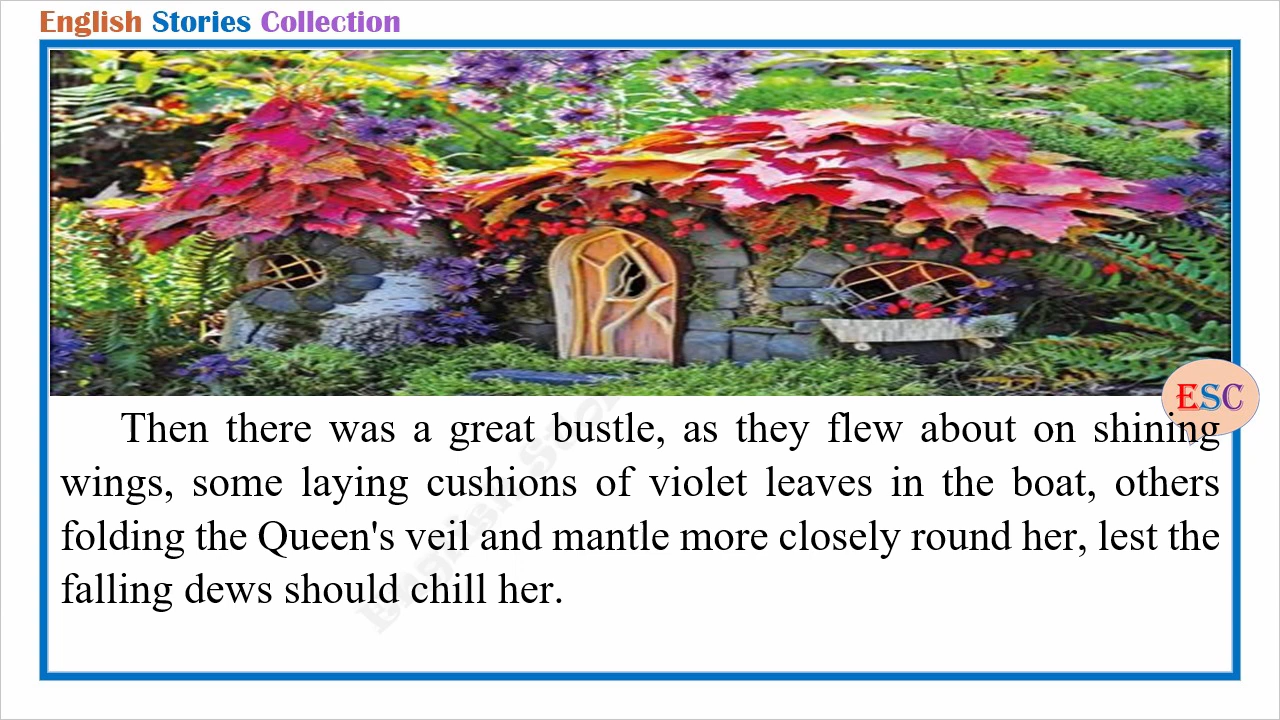 English Stories Collection
ESC
Then there was a great bustle, as they flew about on shining
wings, some laying cushions of violet leaves in the boat, others
folding the Queen's veil and mantle more closely round her, lest the
falling dews should chill her.